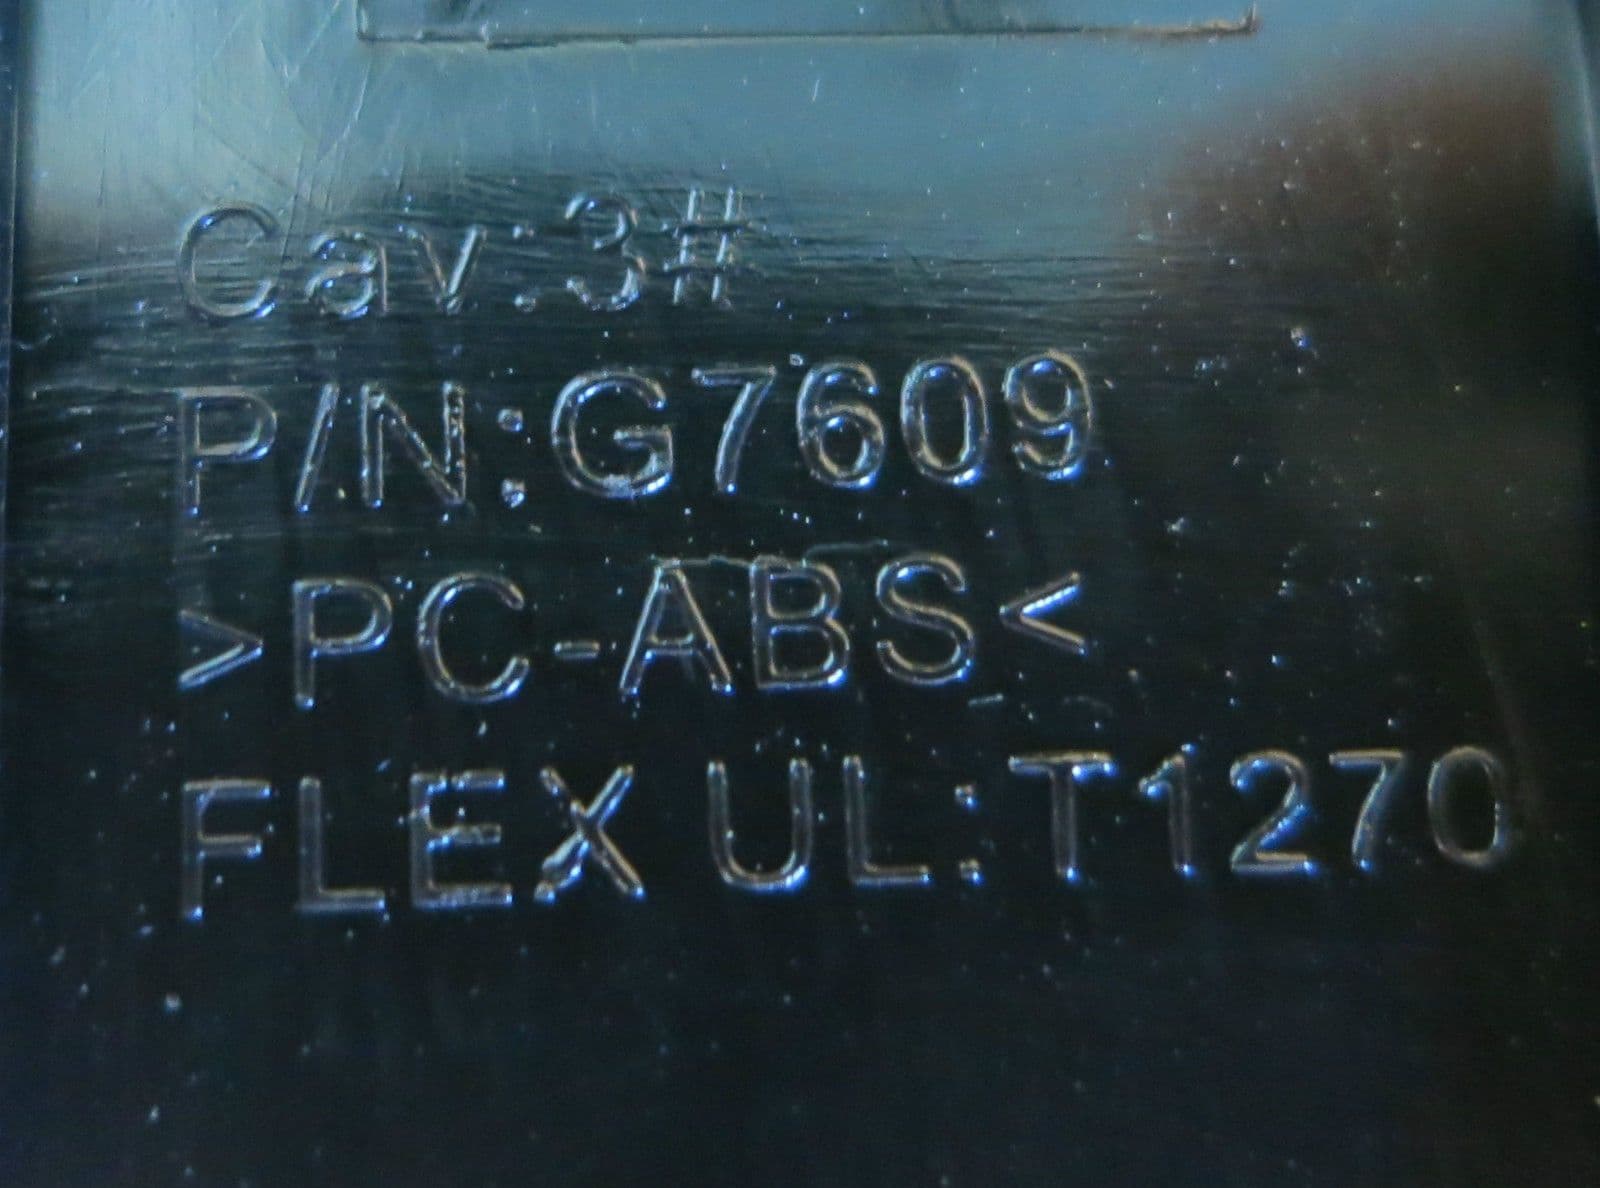 Cav:3#
P/N:G7609
>PC-ABS<
FLEX UL:T1270